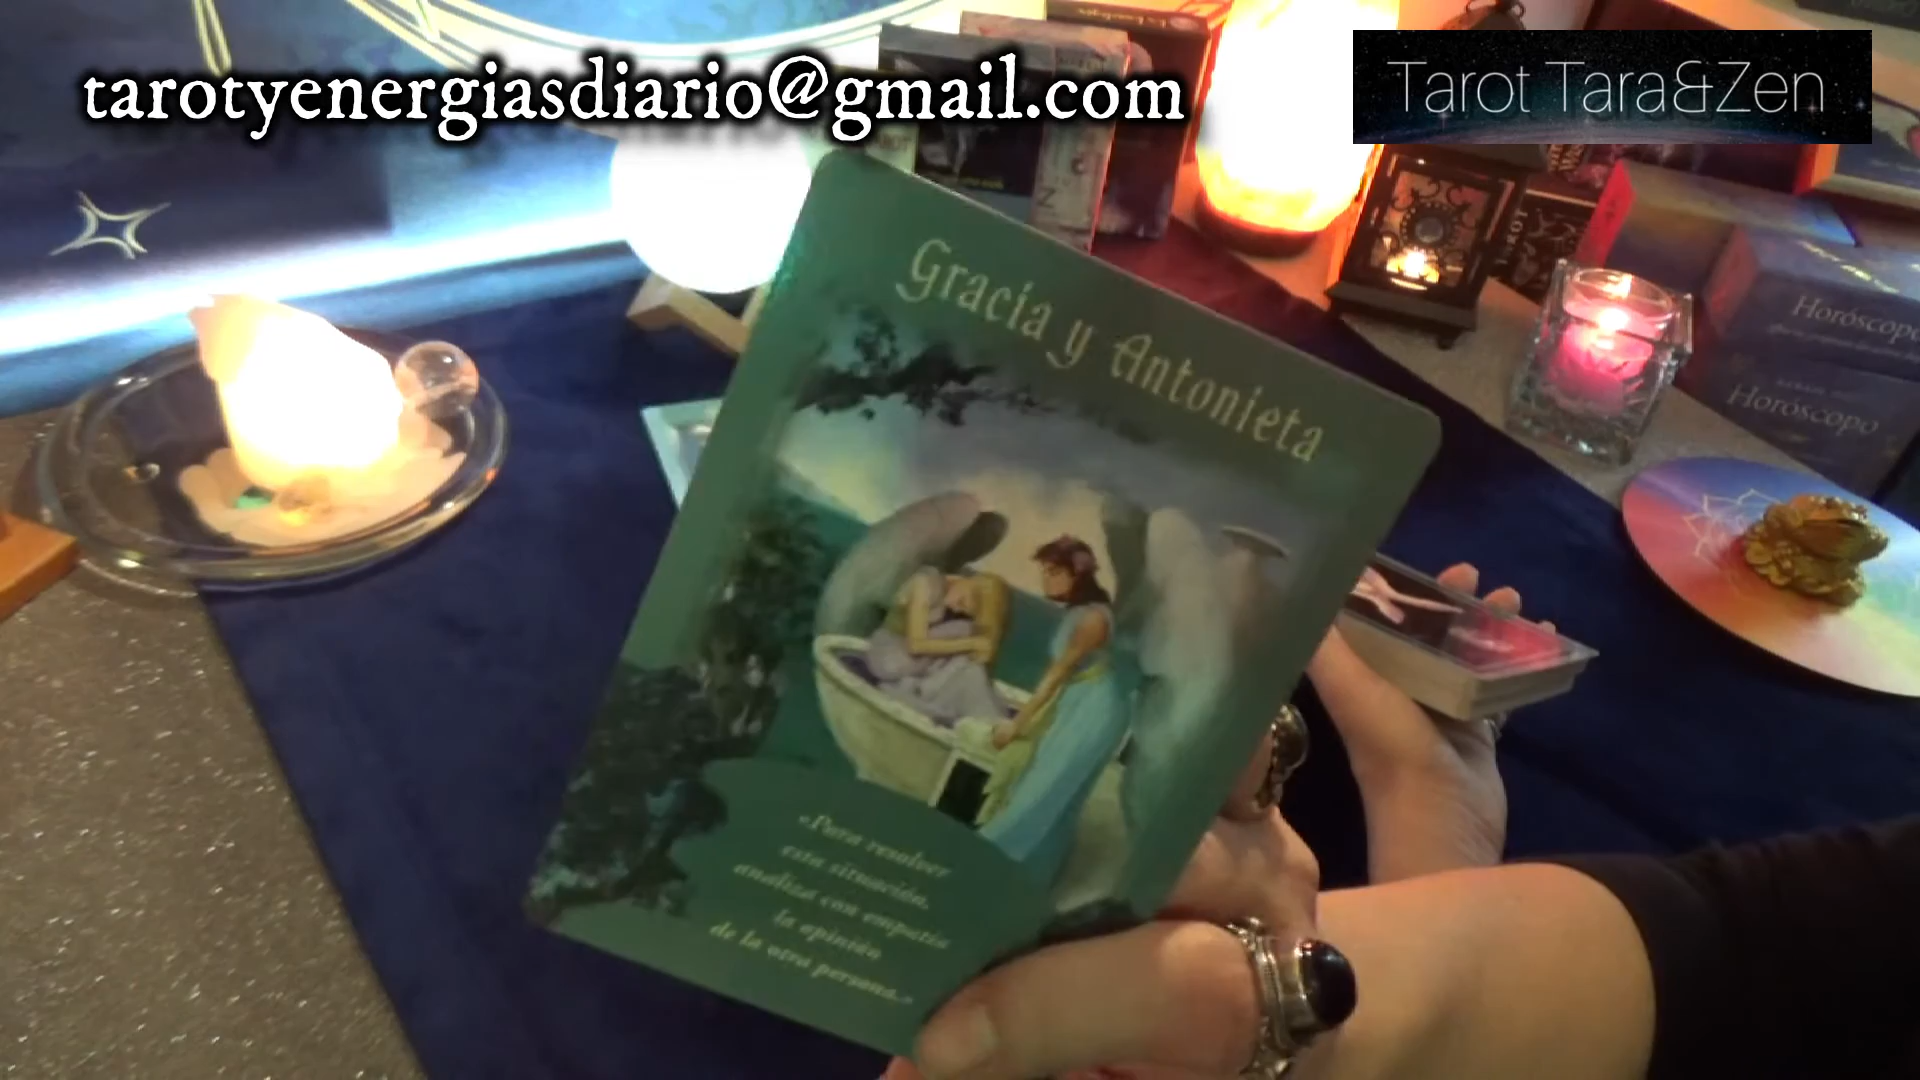 tarotyenergiasdiario@gmail.com
Tarot Tara&Zen
Gracia y Antonieta
«Para resolver
esta situación,
analiza con empatía
la opinión
de la otra persona.»
TAROT
Horóscopo
Horóscopo